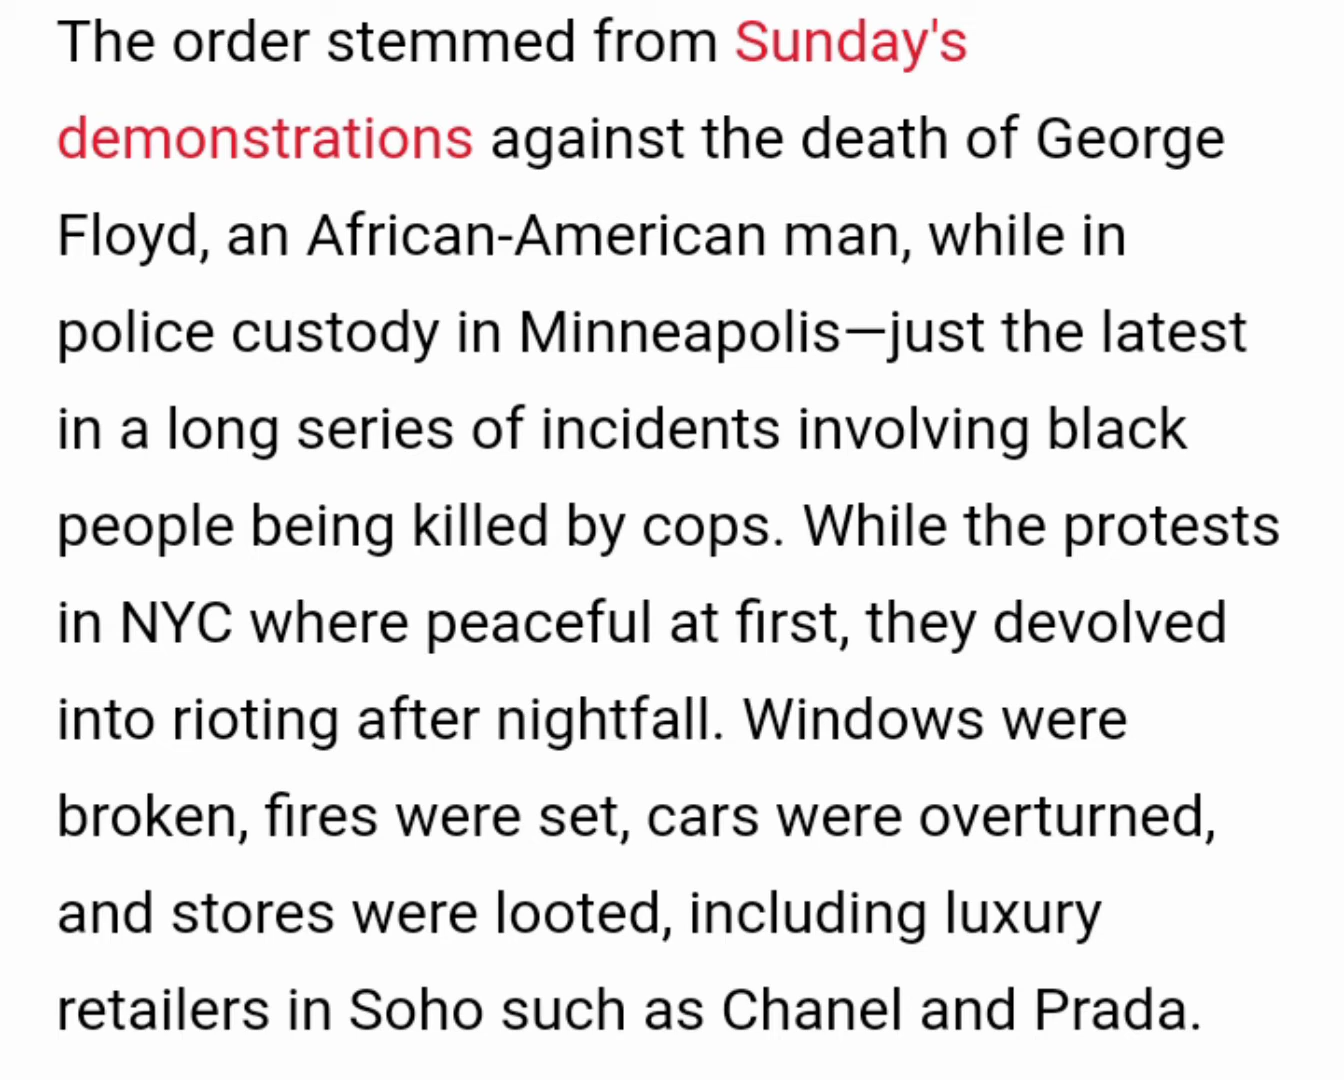 The order stemmed from Sunday's
demonstrations against the death of George
Floyd, an African-American man, while in
police custody in Minneapolis—just the latest
in a long series of incidents involving black
people being killed by cops. While the protests
in NYC where peaceful at first, they devolved
into rioting after nightfall. Windows were
broken, fires were set, cars were overturned,
and stores were looted, including luxury
retailers in Soho such as Chanel and Prada.